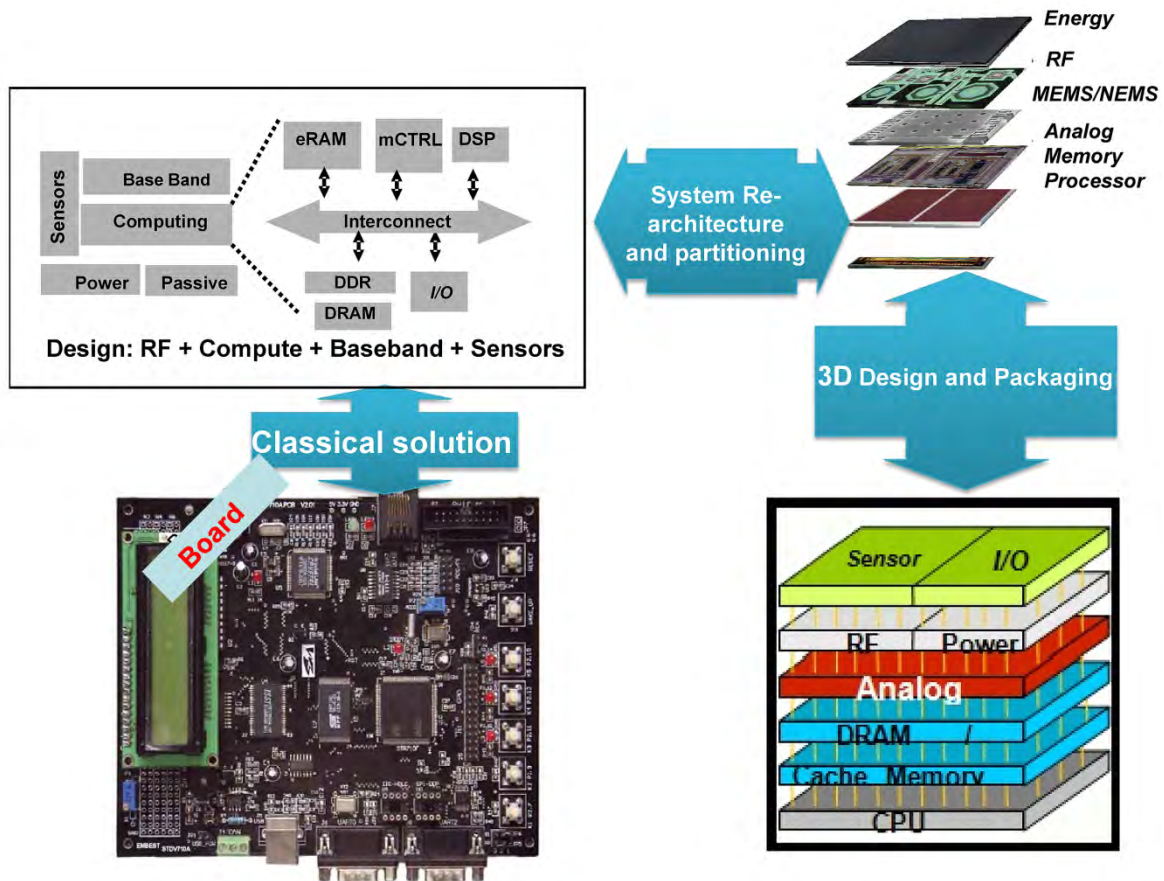 Energy
RF
MEMS/NEMS
Analog
Memory
Processor
eRAM
mCTRL
DSP
Sensors
Base Band
Computing
Interconnect
Power
Passive
DDR
DRAM
I/O
Design: RF + Compute + Baseband + Sensors
System Re-
architecture
and partitioning
3D Design and Packaging
Classical solution
Board
Sensor
I/O
RF
Power
Analog
DRAM /
Cache Memory
CPU
EMBEST